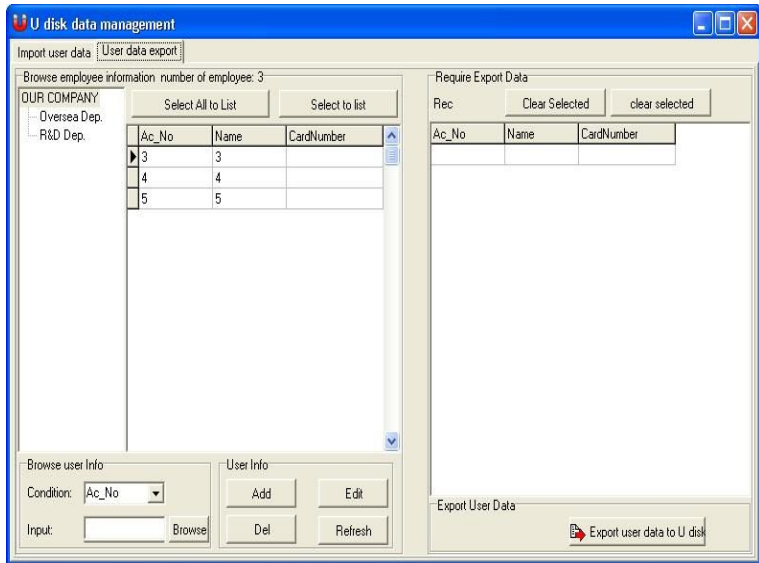 U disk data management
Import user data User data export
Browse employee information number of employee: 3
OUR COMPANY
Oversea Dep.
R&D Dep.
Select All to List Select to list
Ac_No Name CardNumber
3 3
4 4
5 5
Browse user Info
Condition: Ac_No
Input: Browse
User Info
Add Edit
Del Refresh
Require Export Data
Rec Clear Selected clear selected
Ac_No Name CardNumber
Export User Data
Export user data to U disk